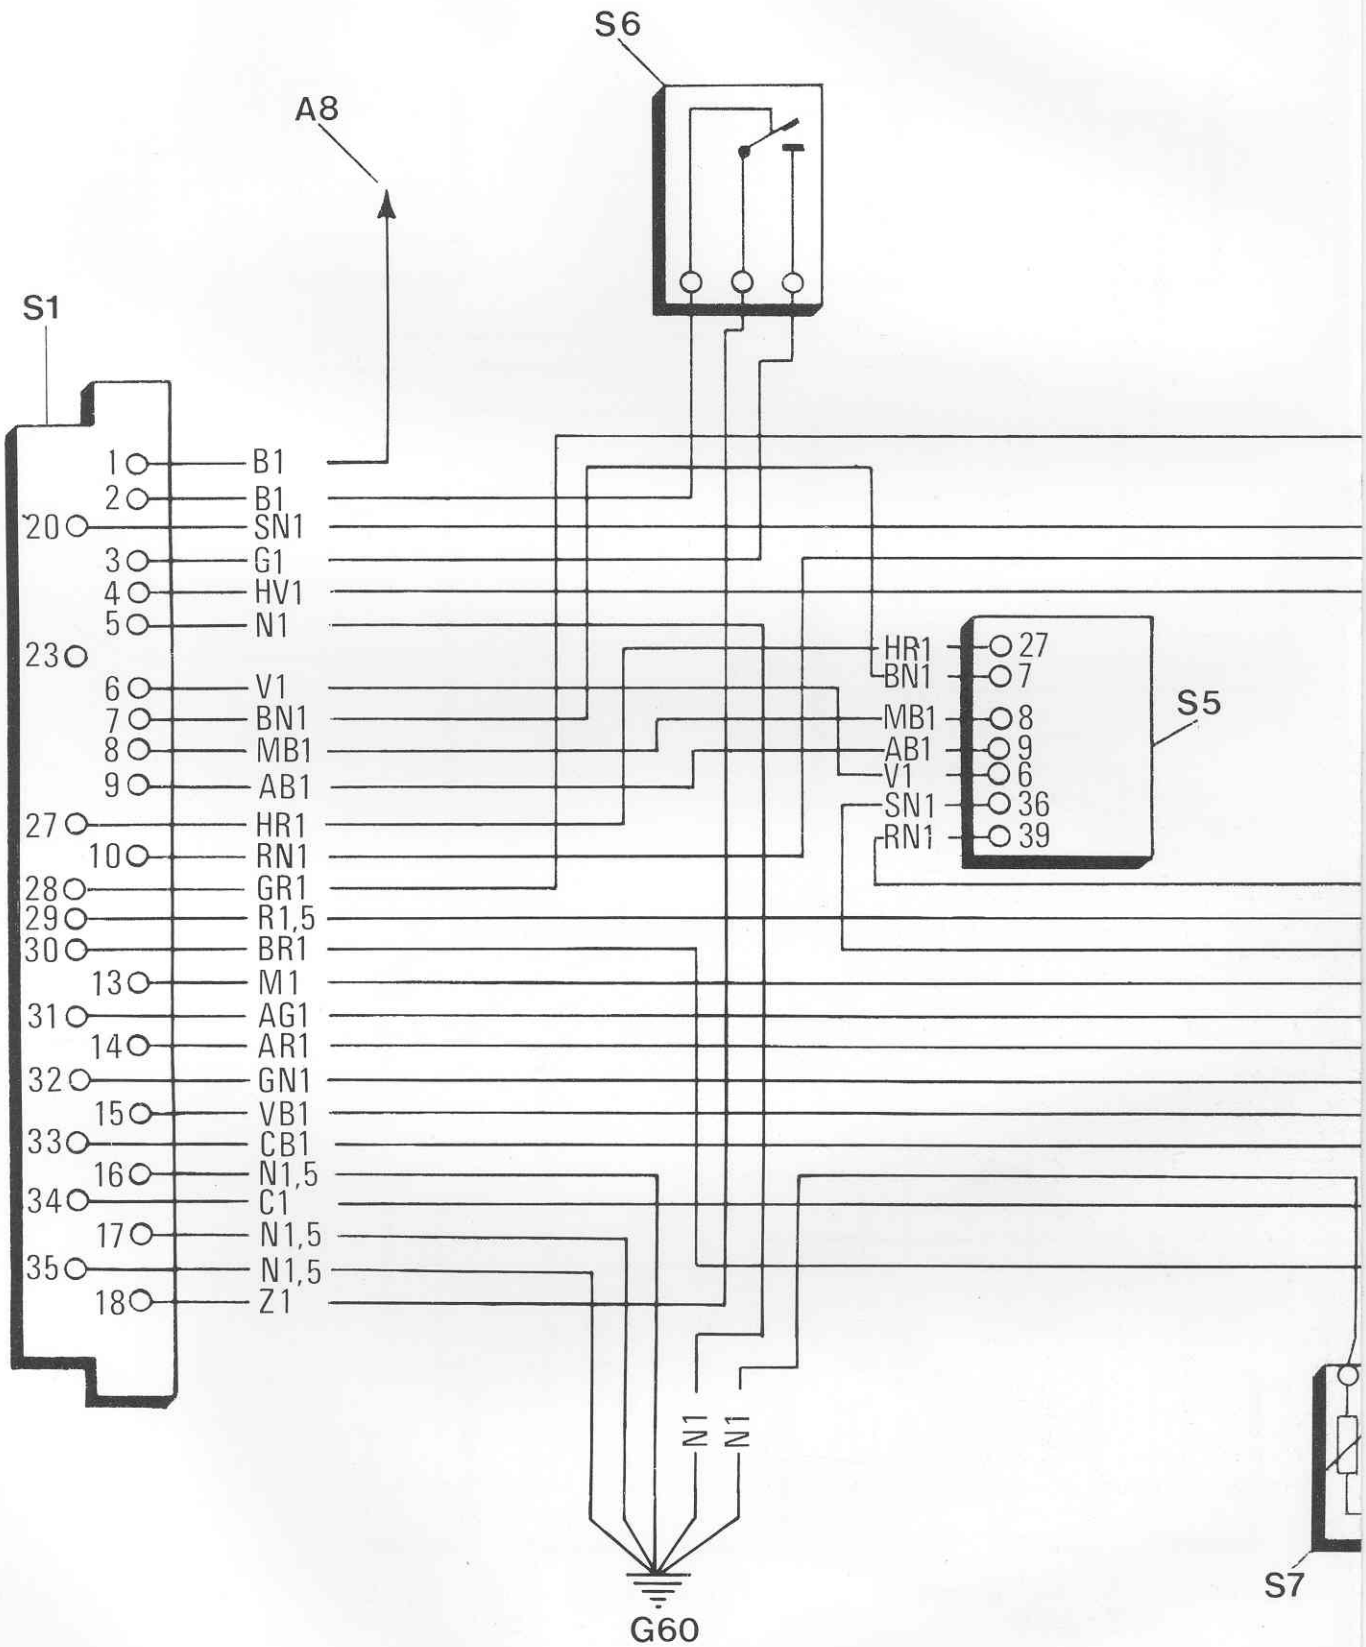 S6
A8
S1
1 B1
2 B1
20 SN1
3 G1
4 HV1
5 N1
23
6 V1
7 BN1
8 MB1
9 AB1
27 HR1
10 RN1
28 GR1
29 R1,5
30 BR1
13 M1
31 AG1
14 AR1
32 GN1
15 VB1
33 CB1
16 N1,5
34 C1
17 N1,5
35 N1,5
18 Z1
HR1 27
BN1 7
MB1 8
AB1 9
V1 6
SN1 36
RN1 39
S5
N1
N1
S7
G60